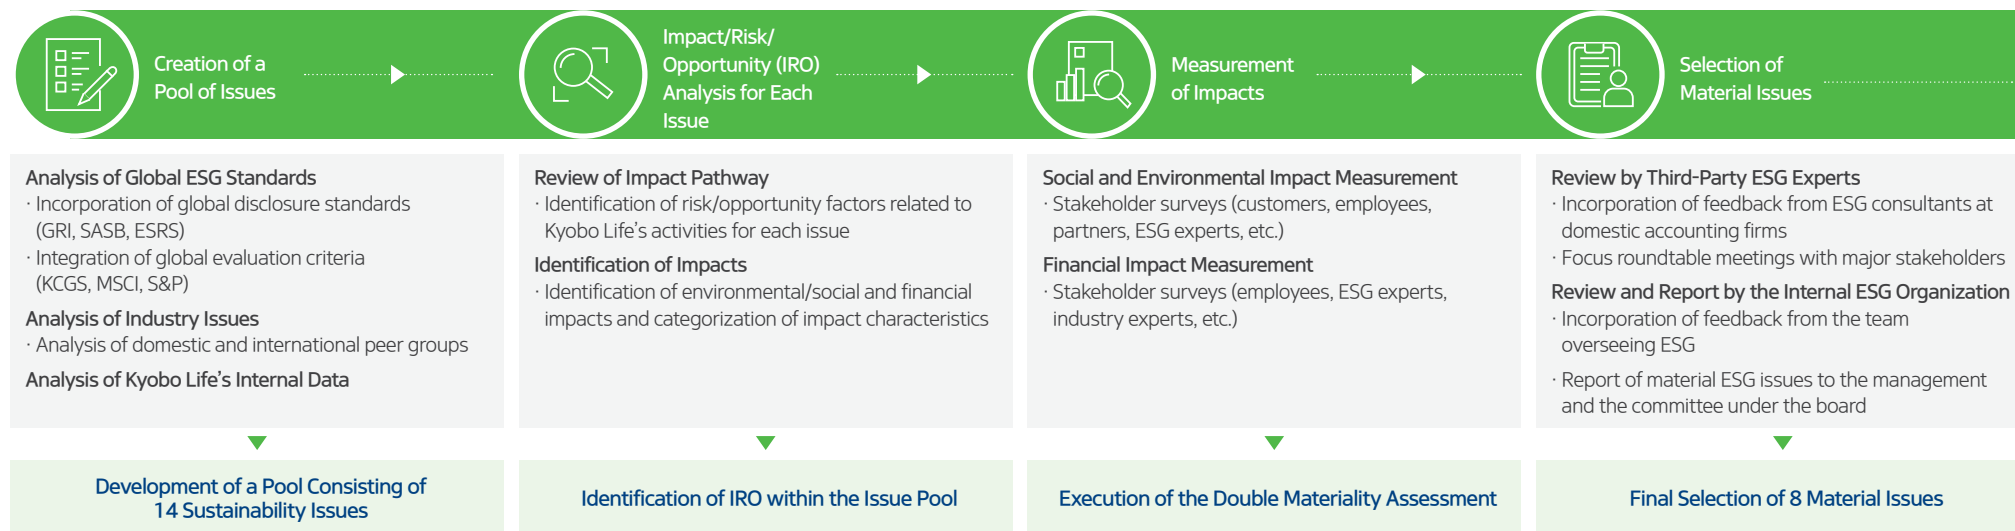 Creation of a
Pool of Issues
Impact/Risk/
Opportunity (IRO)
Analysis for Each
Issue
Measurement
of Impacts
Selection of
Material Issues
Analysis of Global ESG Standards
· Incorporation of global disclosure standards
(GRI, SASB, ESRS)
· Integration of global evaluation criteria
(KCGS, MSCI, S&P)
Analysis of Industry Issues
· Analysis of domestic and international peer groups
Analysis of Kyobo Life's Internal Data
Review of Impact Pathway
· Identification of risk/opportunity factors related to
Kyobo Life's activities for each issue
Identification of Impacts
· Identification of environmental/social and financial
impacts and categorization of impact characteristics
Social and Environmental Impact Measurement
· Stakeholder surveys (customers, employees,
partners, ESG experts, etc.)
Financial Impact Measurement
· Stakeholder surveys (employees, ESG experts,
industry experts, etc.)
Review by Third-Party ESG Experts
· Incorporation of feedback from ESG consultants at
domestic accounting firms
· Focus roundtable meetings with major stakeholders
Review and Report by the Internal ESG Organization
· Incorporation of feedback from the team
overseeing ESG
· Report of material ESG issues to the management
and the committee under the board
Development of a Pool Consisting of
14 Sustainability Issues
Identification of IRO within the Issue Pool
Execution of the Double Materiality Assessment
Final Selection of 8 Material Issues